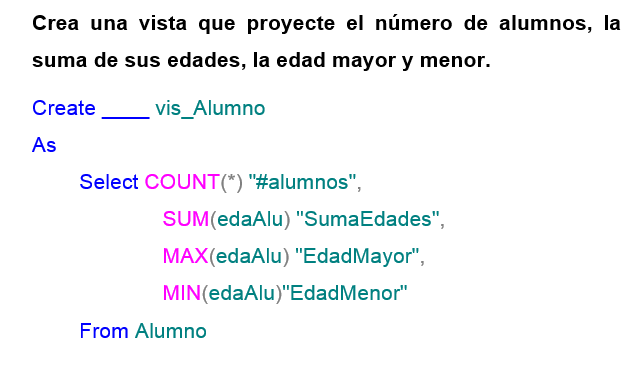 Crea una vista que proyecte el número de alumnos, la
suma de sus edades, la edad mayor y menor.
Create ____ vis_Alumno
As
Select COUNT(*) "#alumnos",
SUM(edaAlu) "SumaEdades",
MAX(edaAlu) "EdadMayor",
MIN(edaAlu)"EdadMenor"
From Alumno